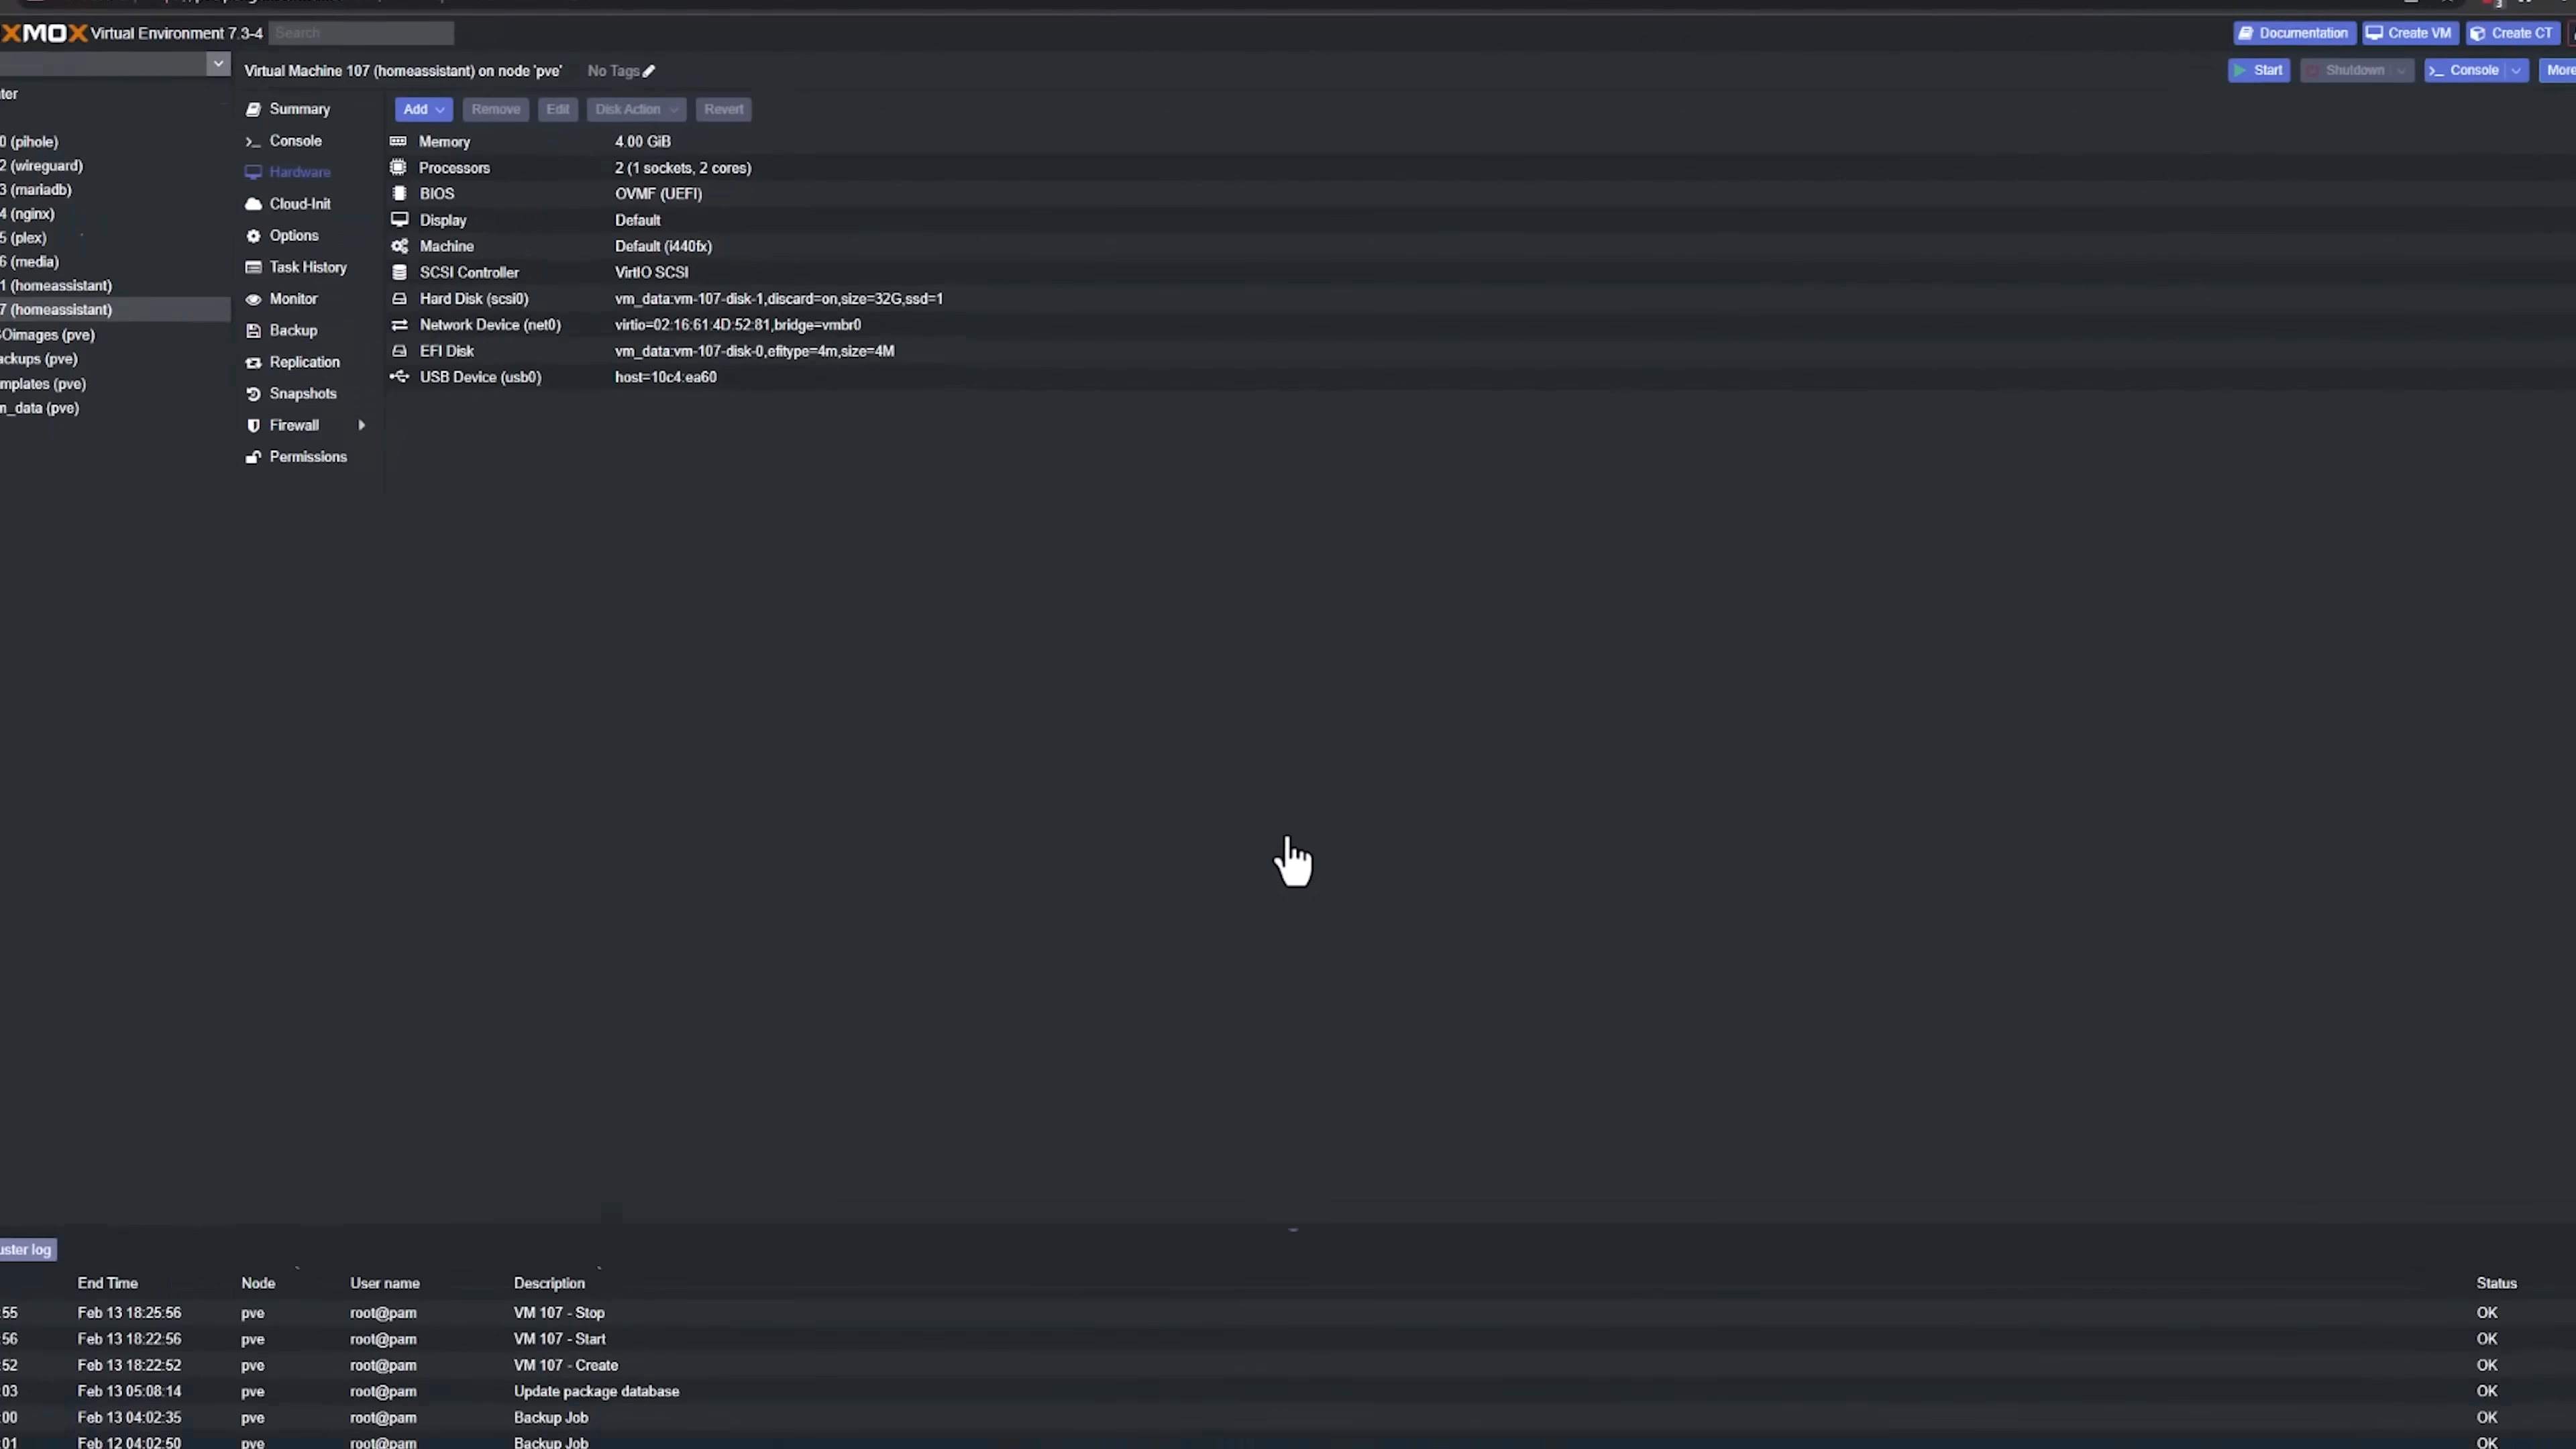 3
XMOX Virtual Environment 7.3-4 Search Documentation Create VM Create CT
Virtual Machine 107 (homeassistant) on node 'pve' No Tags Start Shutdown Console More
ter
0 (pihole)
2 (wireguard)
3 (mariadb)
4 (nginx)
5 (plex)
6 (media)
1 (homeassistant)
7 (homeassistant)
Oimages (pve)
ackups (pve)
mplates (pve)
m_data (pve)
Summary
Console
Hardware
Cloud-Init
Options
Task History
Monitor
Backup
Replication
Snapshots
Firewall
Permissions
Add Remove Edit Disk Action Revert
Memory 4.00 GiB
Processors 2 (1 sockets, 2 cores)
BIOS OVMF (UEFI)
Display Default
Machine Default (i440fx)
SCSI Controller VirtIO SCSI
Hard Disk (scsi0) vm_data:vm-107-disk-1,discard=on,size=32G,ssd=1
Network Device (net0) virtio=02:16:61:4D:52:81,bridge=vmbr0
EFI Disk vm_data:vm-107-disk-0,efitype=4m,size=4M
USB Device (usb0) host=10c4:ea60
uster log
End Time Node User name Description Status
:55 Feb 13 18:25:56 pve root@pam VM 107 - Stop OK
:56 Feb 13 18:22:56 pve root@pam VM 107 - Start OK
:52 Feb 13 18:22:52 pve root@pam VM 107 - Create OK
:03 Feb 13 05:08:14 pve root@pam Update package database OK
:00 Feb 13 04:02:35 pve root@pam Backup Job OK
:01 Feb 12 04:02:50 pve root@pam Backup Job OK